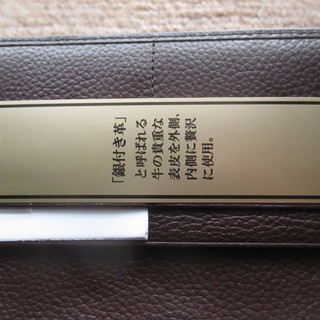 「銀付き革」
と呼ばれる
牛の貴重な
表皮を外側、
内側に贅沢
に使用。